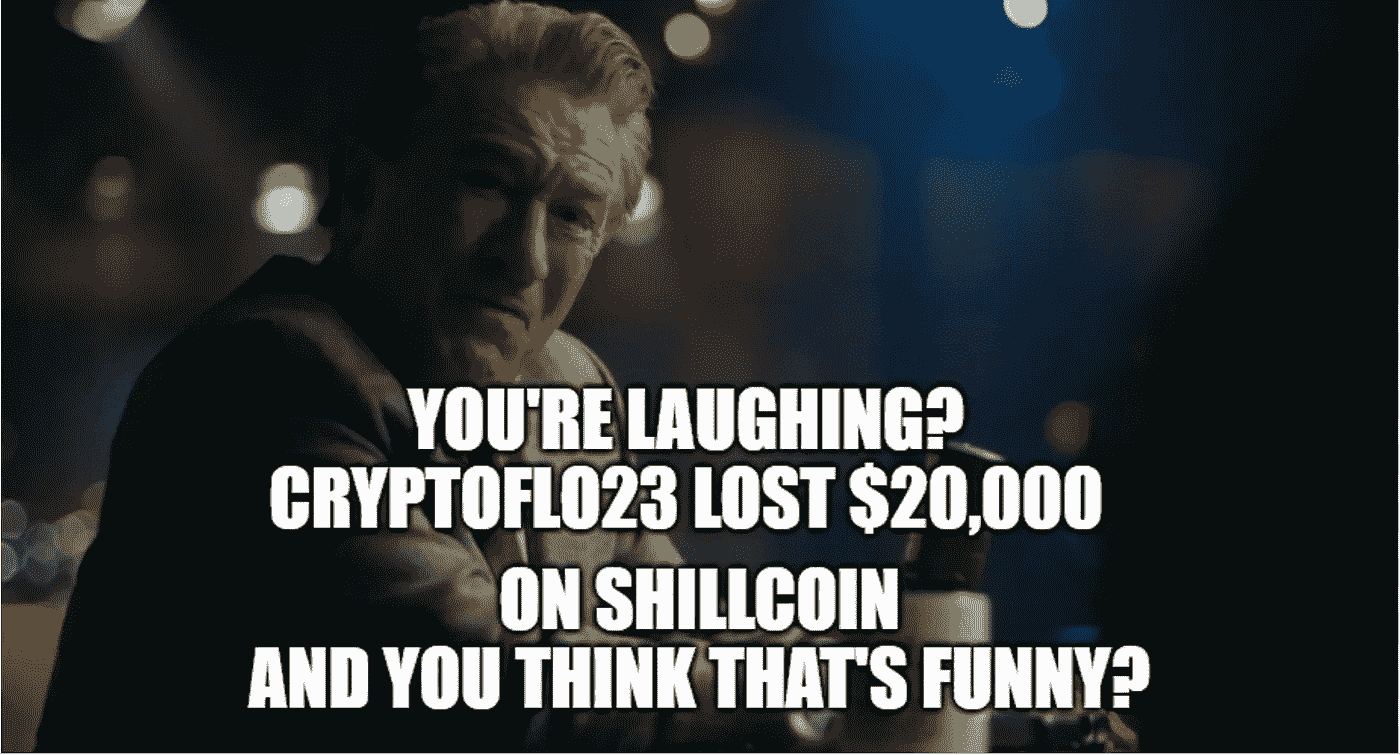 YOU'RE LAUGHING?
CRYPTOFLO23 LOST $20,000
ON SHILLCOIN
AND YOU THINK THAT'S FUNNY?